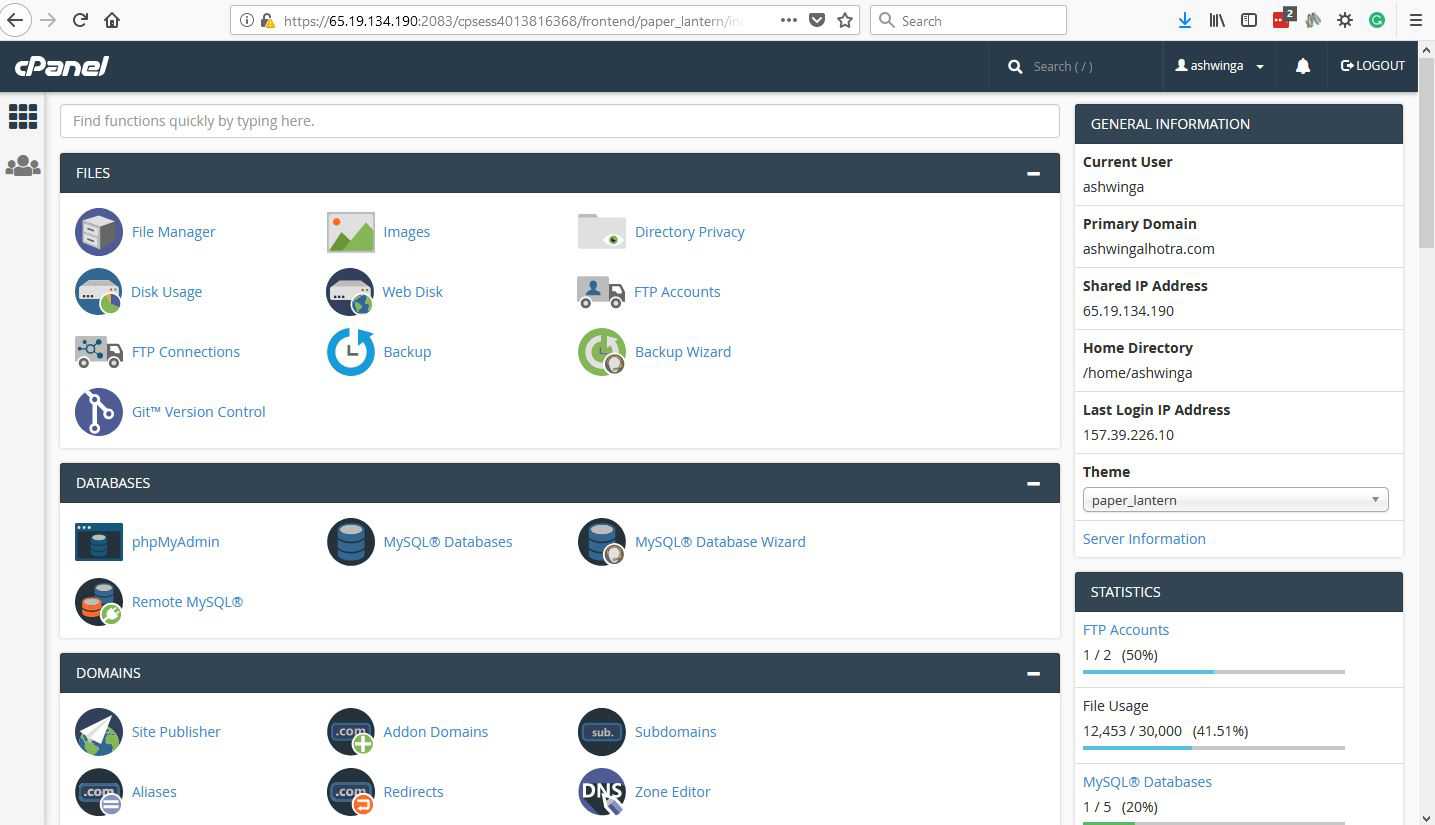 https://65.19.134.190:2083/cpsess4013816368/frontend/paper_lantern/in
Search
2
cPanel
Search ( / )
ashwinga
LOGOUT
Find functions quickly by typing here.
FILES
File Manager
Images
Directory Privacy
Disk Usage
Web Disk
FTP Accounts
FTP Connections
Backup
Backup Wizard
Git™ Version Control
DATABASES
phpMyAdmin
MySQL® Databases
MySQL® Database Wizard
Remote MySQL®
DOMAINS
Site Publisher
.com
Addon Domains
sub.
Subdomains
.com
Aliases
.com
Redirects
DNS
Zone Editor
GENERAL INFORMATION
Current User
ashwinga
Primary Domain
ashwingalhotra.com
Shared IP Address
65.19.134.190
Home Directory
/home/ashwinga
Last Login IP Address
157.39.226.10
Theme
paper_lantern
Server Information
STATISTICS
FTP Accounts
1 / 2 (50%)
File Usage
12,453 / 30,000 (41.51%)
MySQL® Databases
1 / 5 (20%)